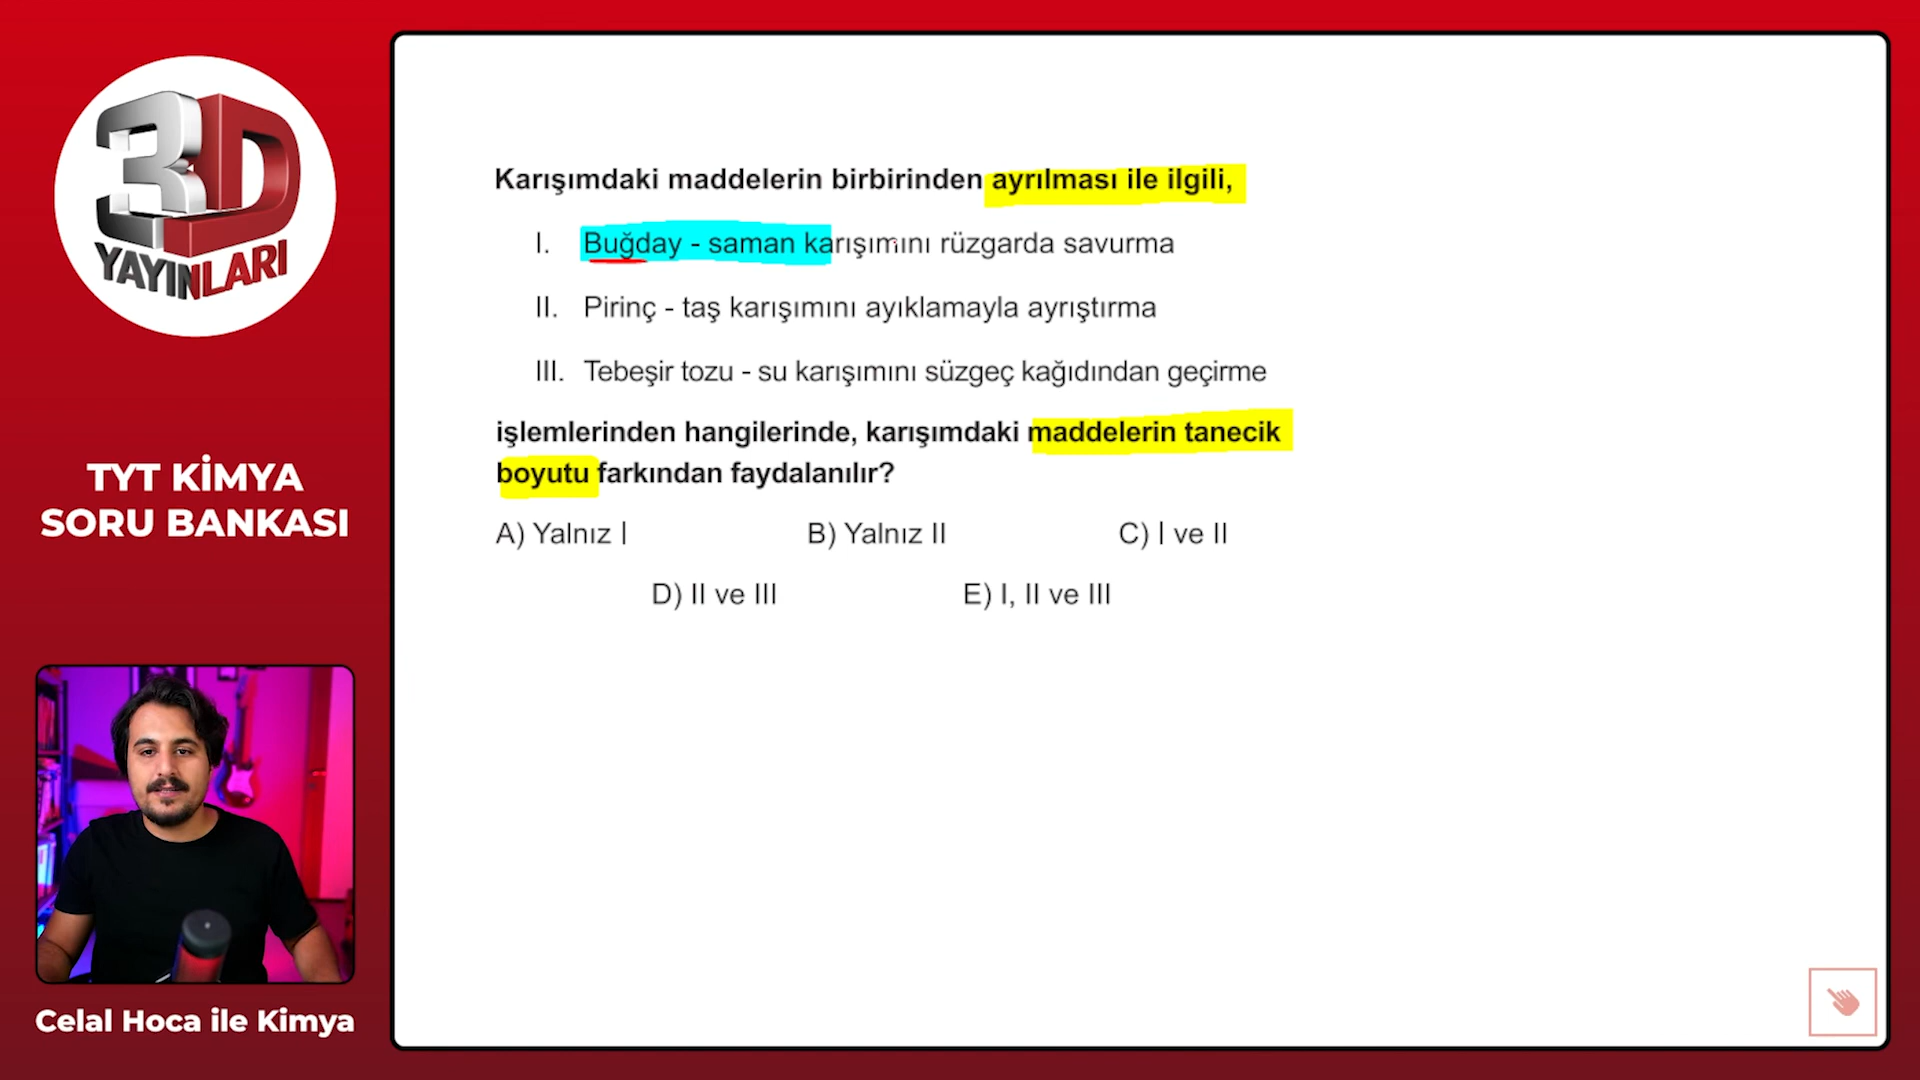 3D
YAYINLARI
TYT KİMYA
SORU BANKASI
Celal Hoca ile Kimya
Karışımdaki maddelerin birbirinden ayrılması ile ilgili,
I. Buğday - saman karışımını rüzgarda savurma
II. Pirinç - taş karışımını ayıklamayla ayrıştırma
III. Tebeşir tozu - su karışımını süzgeç kağıdından geçirme
işlemlerinden hangilerinde, karışımdaki maddelerin tanecik
boyutu farkından faydalanılır?
A) Yalnız I B) Yalnız II C) I ve II
D) II ve III E) I, II ve III